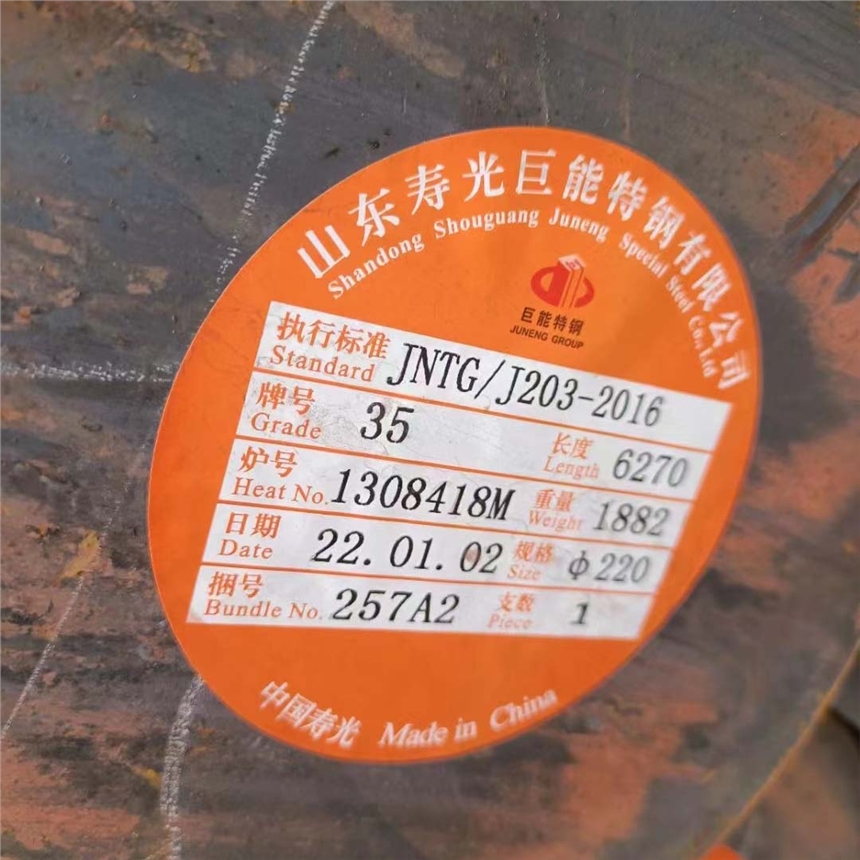 山东寿光巨能特钢有限公司
Shandong Shouguang Juneng Special Steel Co.,Ltd
巨能特钢
JUNENG GROUP
执行标准 JNTG/J203-2016
Standard
牌号 35 长度 6270
Grade Length
炉号 1308418M 重量 1882
Heat No. Weight
日期 22.01.02 规格 ф220
Date Size
捆号 257A2 支数 1
Bundle No. Piece
中国寿光 Made in China